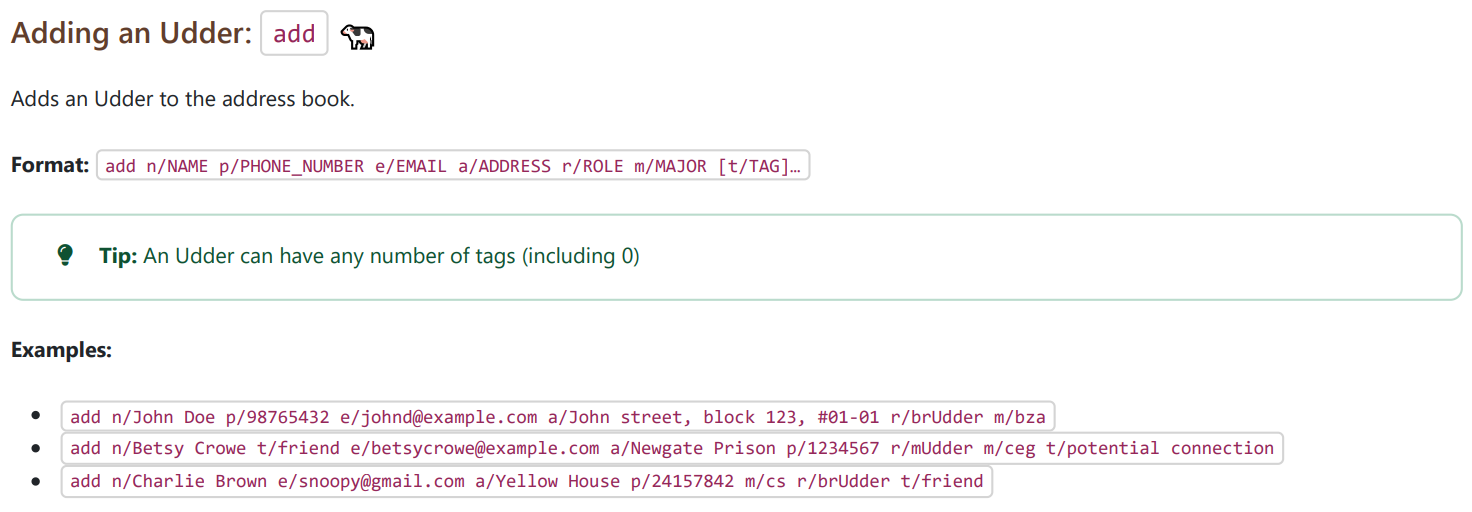 Adding an Udder: add
Adds an Udder to the address book.
Format: add n/NAME p/PHONE_NUMBER e/EMAIL a/ADDRESS r/ROLE m/MAJOR [t/TAG]…
Tip: An Udder can have any number of tags (including 0)
Examples:
add n/John Doe p/98765432 e/johnd@example.com a/John street, block 123, #01-01 r/brUdder m/bza
add n/Betsy Crowe t/friend e/betsycrowe@example.com a/Newgate Prison p/1234567 r/mUdder m/ceg t/potential connection
add n/Charlie Brown e/snoopy@gmail.com a/Yellow House p/24157842 m/cs r/brUdder t/friend